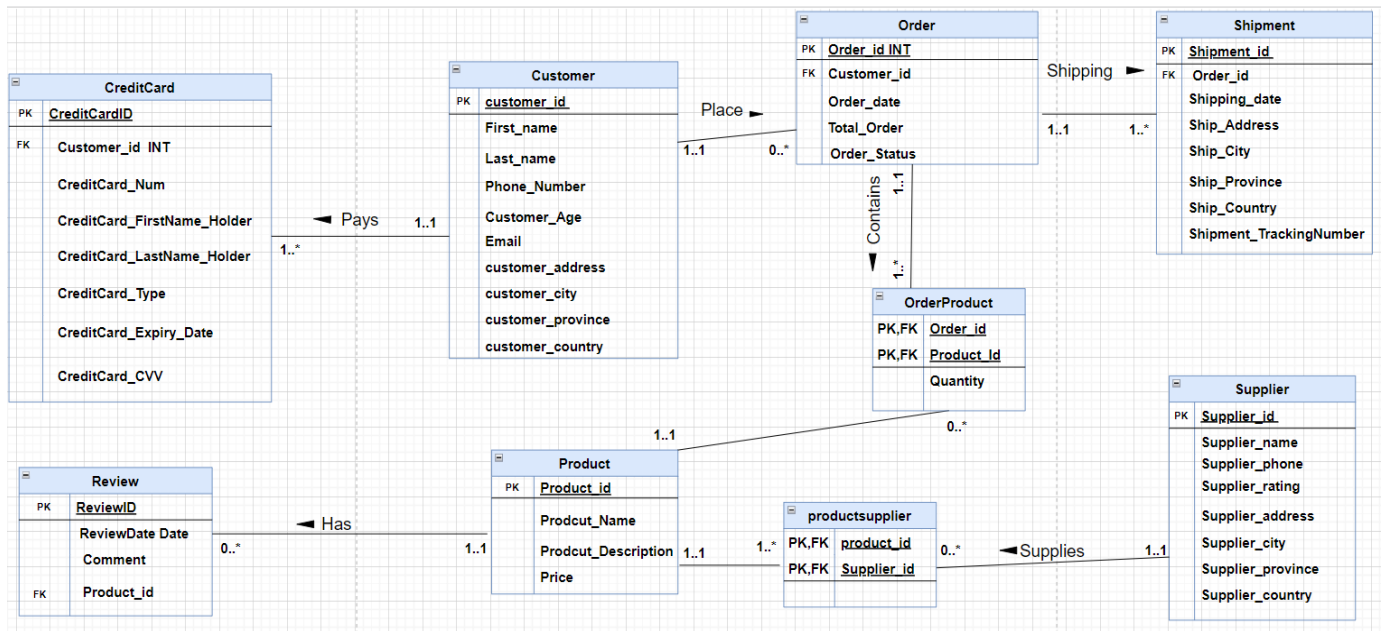 CreditCard
PK CreditCardID
FK Customer_id INT
CreditCard_Num
CreditCard_FirstName_Holder
CreditCard_LastName_Holder
CreditCard_Type
CreditCard_Expiry_Date
CreditCard_CVV
Pays
1..*
1..1
Customer
PK customer_id
First_name
Last_name
Phone_Number
Customer_Age
Email
customer_address
customer_city
customer_province
customer_country
Place
1..1
0..*
Order
PK Order_id INT
FK Customer_id
Order_date
Total_Order
Order_Status
Shipping
1..1
1..*
Shipment
PK Shipment_id
FK Order_id
Shipping_date
Ship_Address
Ship_City
Ship_Province
Ship_Country
Shipment_TrackingNumber
Contains
1..1
1..*
OrderProduct
PK,FK Order_id
PK,FK Product_Id
Quantity
0..*
1..1
Review
PK ReviewID
ReviewDate Date
Comment
FK Product_id
Has
0..*
1..1
Product
PK Product_id
Prodcut_Name
Prodcut_Description
Price
1..1
1..*
productsupplier
PK,FK product_id
PK,FK Supplier_id
Supplies
0..*
1..1
Supplier
PK Supplier_id
Supplier_name
Supplier_phone
Supplier_rating
Supplier_address
Supplier_city
Supplier_province
Supplier_country